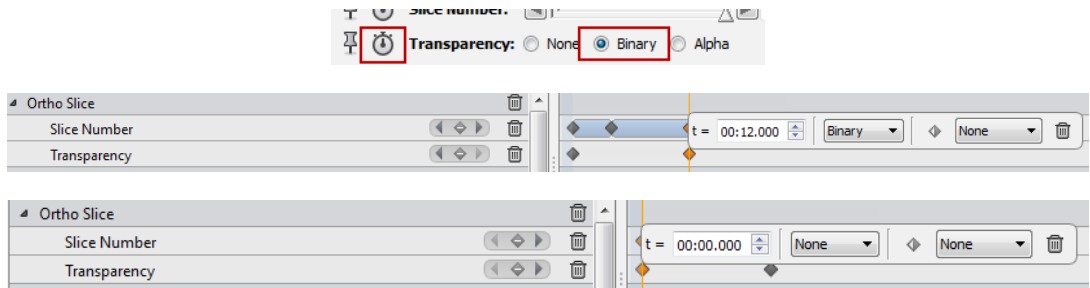 Slice Number:
Transparency: None Binary Alpha
Ortho Slice
Slice Number t = 00:12.000 Binary None
Transparency
Ortho Slice
Slice Number t = 00:00.000 None None
Transparency